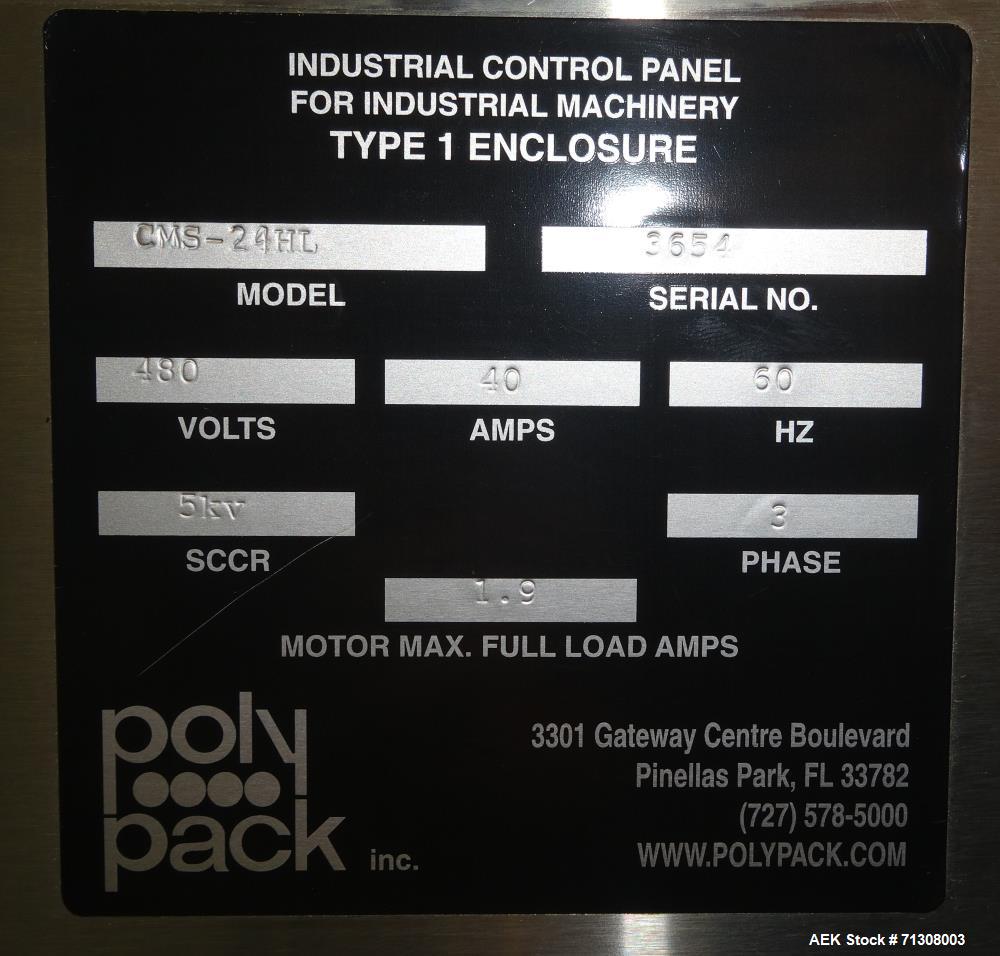 INDUSTRIAL CONTROL PANEL
FOR INDUSTRIAL MACHINERY
TYPE 1 ENCLOSURE
CMS-24HL 3654
MODEL SERIAL NO.
480 40 60
VOLTS AMPS HZ
5kv 3
SCCR PHASE
1.9
MOTOR MAX. FULL LOAD AMPS
poly
pack inc.
3301 Gateway Centre Boulevard
Pinellas Park, FL 33782
(727) 578-5000
WWW.POLYPACK.COM
AEK Stock # 71308003